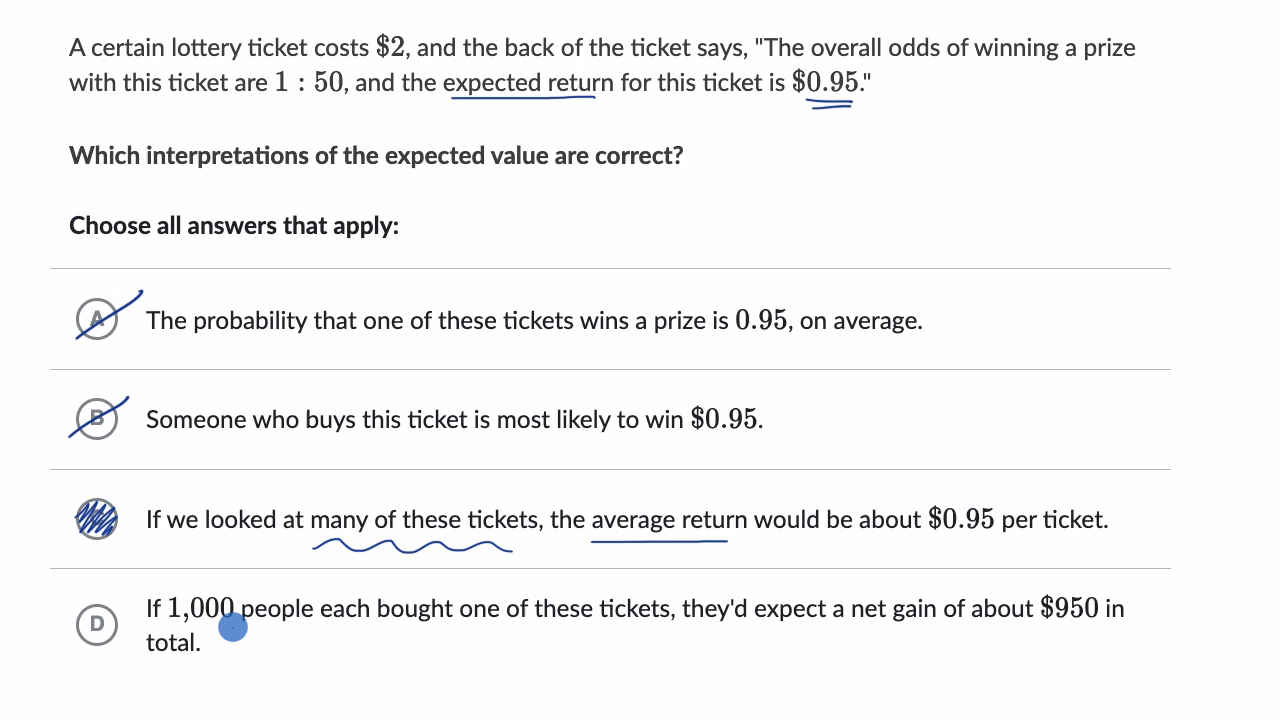 A certain lottery ticket costs $2, and the back of the ticket says, "The overall odds of winning a prize
with this ticket are 1 : 50, and the expected return for this ticket is $0.95."
Which interpretations of the expected value are correct?
Choose all answers that apply:
A The probability that one of these tickets wins a prize is 0.95, on average.
B Someone who buys this ticket is most likely to win $0.95.
If we looked at many of these tickets, the average return would be about $0.95 per ticket.
D If 1,000 people each bought one of these tickets, they'd expect a net gain of about $950 in
total.